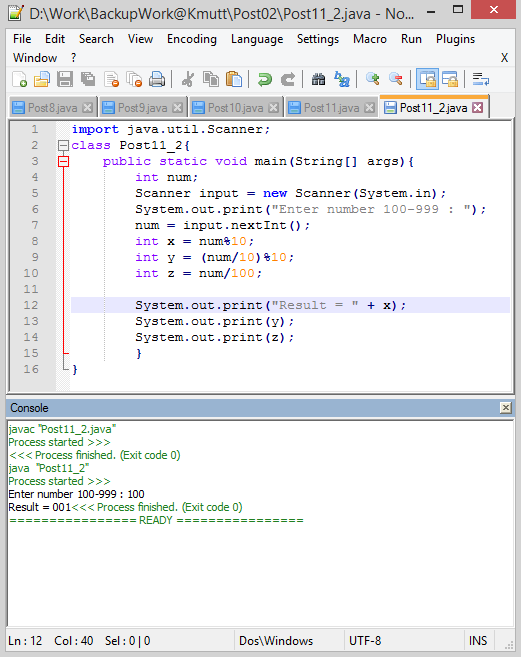 D:\Work\BackupWork@Kmutt\Post02\Post11_2.java - No...
File Edit Search View Encoding Language Settings Macro Run Plugins
Window ? X
Post8.java Post9.java Post10.java Post11.java Post11_2.java
1 import java.util.Scanner;
2 class Post11_2{
3 public static void main(String[] args){
4 int num;
5 Scanner input = new Scanner(System.in);
6 System.out.print("Enter number 100-999 : ");
7 num = input.nextInt();
8 int x = num%10;
9 int y = (num/10)%10;
10 int z = num/100;
11
12 System.out.print("Result = " + x);
13 System.out.print(y);
14 System.out.print(z);
15 }
16 }
Console
javac "Post11_2.java"
Process started >>>
<<< Process finished. (Exit code 0)
java "Post11_2"
Process started >>>
Enter number 100-999 : 100
Result = 001<<< Process finished. (Exit code 0)
================ READY ================
Ln : 12 Col : 40 Sel : 0 | 0 Dos\Windows UTF-8 INS